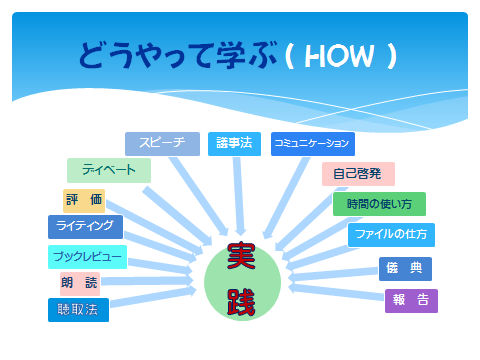 どうやって学ぶ ( HOW )
スピーチ
議事法
コミュニケーション
ディベート
自己啓発
評　価
時間の使い方
ライティング
ファイルの仕方
ブックレビュー
儀　典
朗　読
報　告
聴取法
実
践